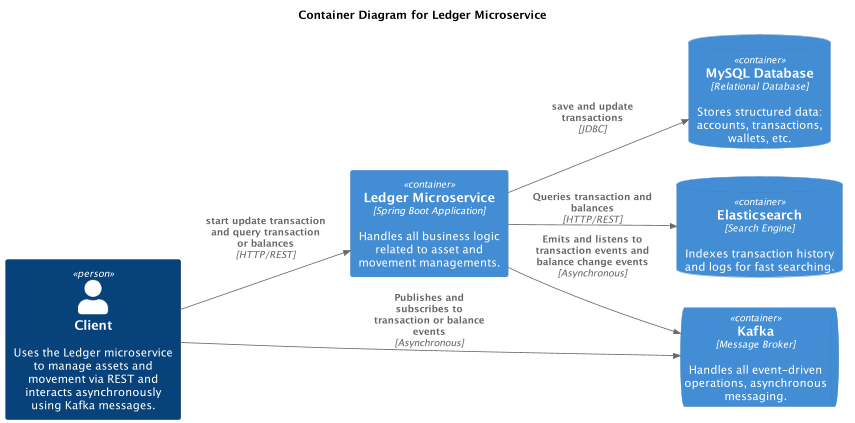 Container Diagram for Ledger Microservice
«container»
MySQL Database
[Relational Database]
Stores structured data:
accounts, transactions,
wallets, etc.
save and update
transactions
[JDBC]
«container»
Ledger Microservice
[Spring Boot Application]
Handles all business logic
related to asset and
movement managements.
Queries transaction and
balances
[HTTP/REST]
«container»
Elasticsearch
[Search Engine]
Indexes transaction history
and logs for fast searching.
start update transaction
and query transaction
or balances
[HTTP/REST]
Emits and listens to
transaction events and
balance change events
[Asynchronous]
«person»
Client
Uses the Ledger microservice
to manage assets and
movement via REST and
interacts asynchronously
using Kafka messages.
Publishes and
subscribes to
transaction or balance
events
[Asynchronous]
«container»
Kafka
[Message Broker]
Handles all event-driven
operations, asynchronous
messaging.